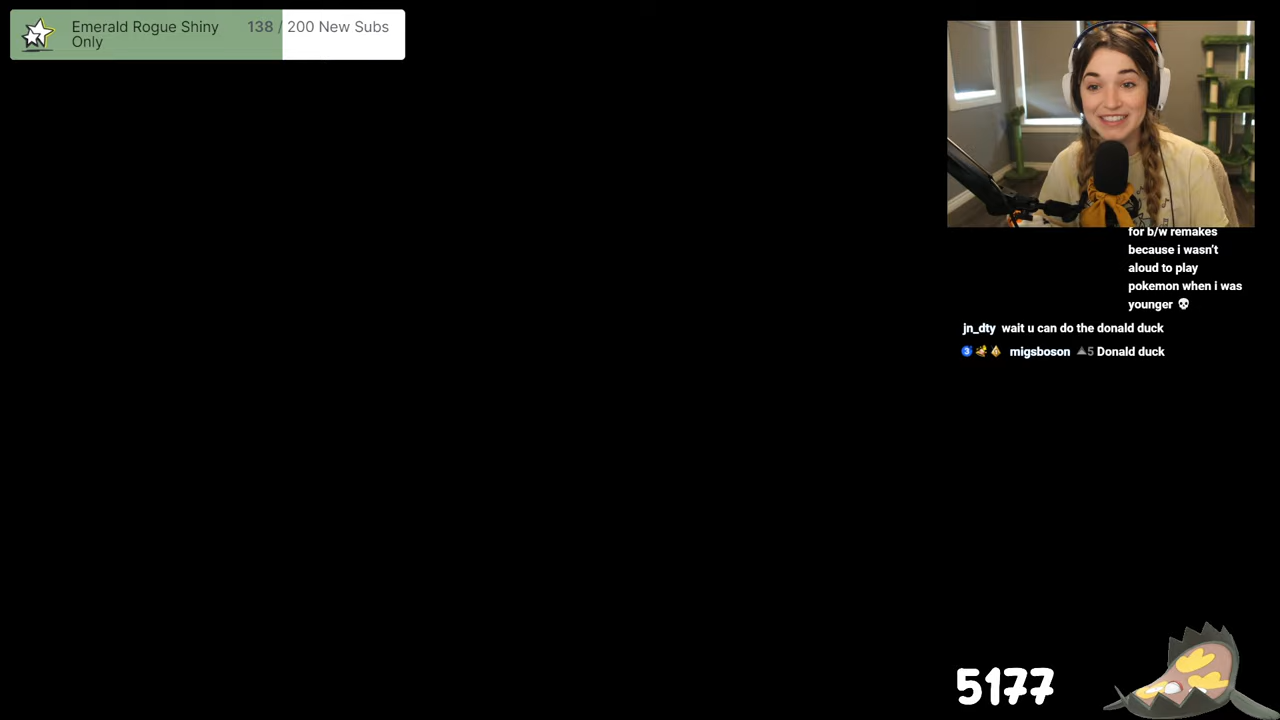 Emerald Rogue Shiny Only
138 / 200 New Subs
for b/w remakes
because i wasn't
aloud to play
pokemon when i was
younger 💀
jn_dty wait u can do the donald duck
3 migsboson 5 Donald duck
5177